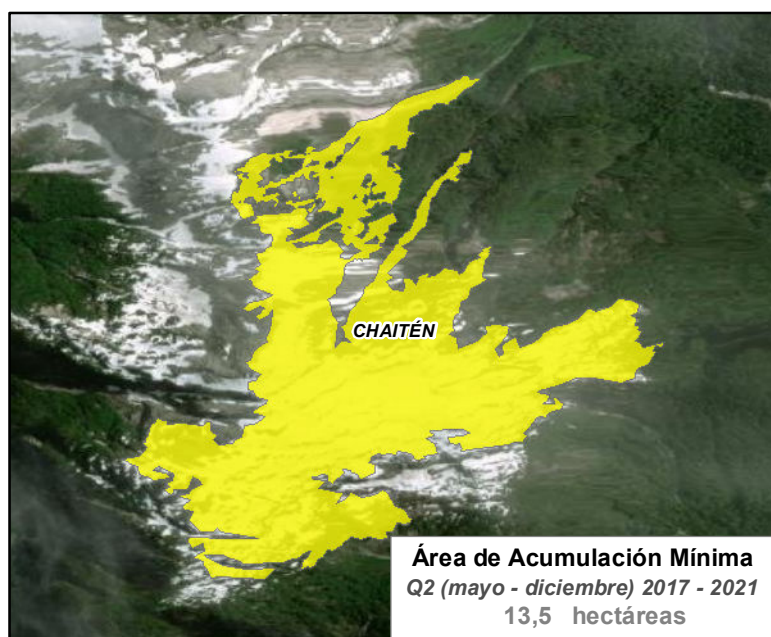 CHAITÉN
Área de Acumulación Mínima
Q2 (mayo - diciembre) 2017 - 2021
13,5 hectáreas